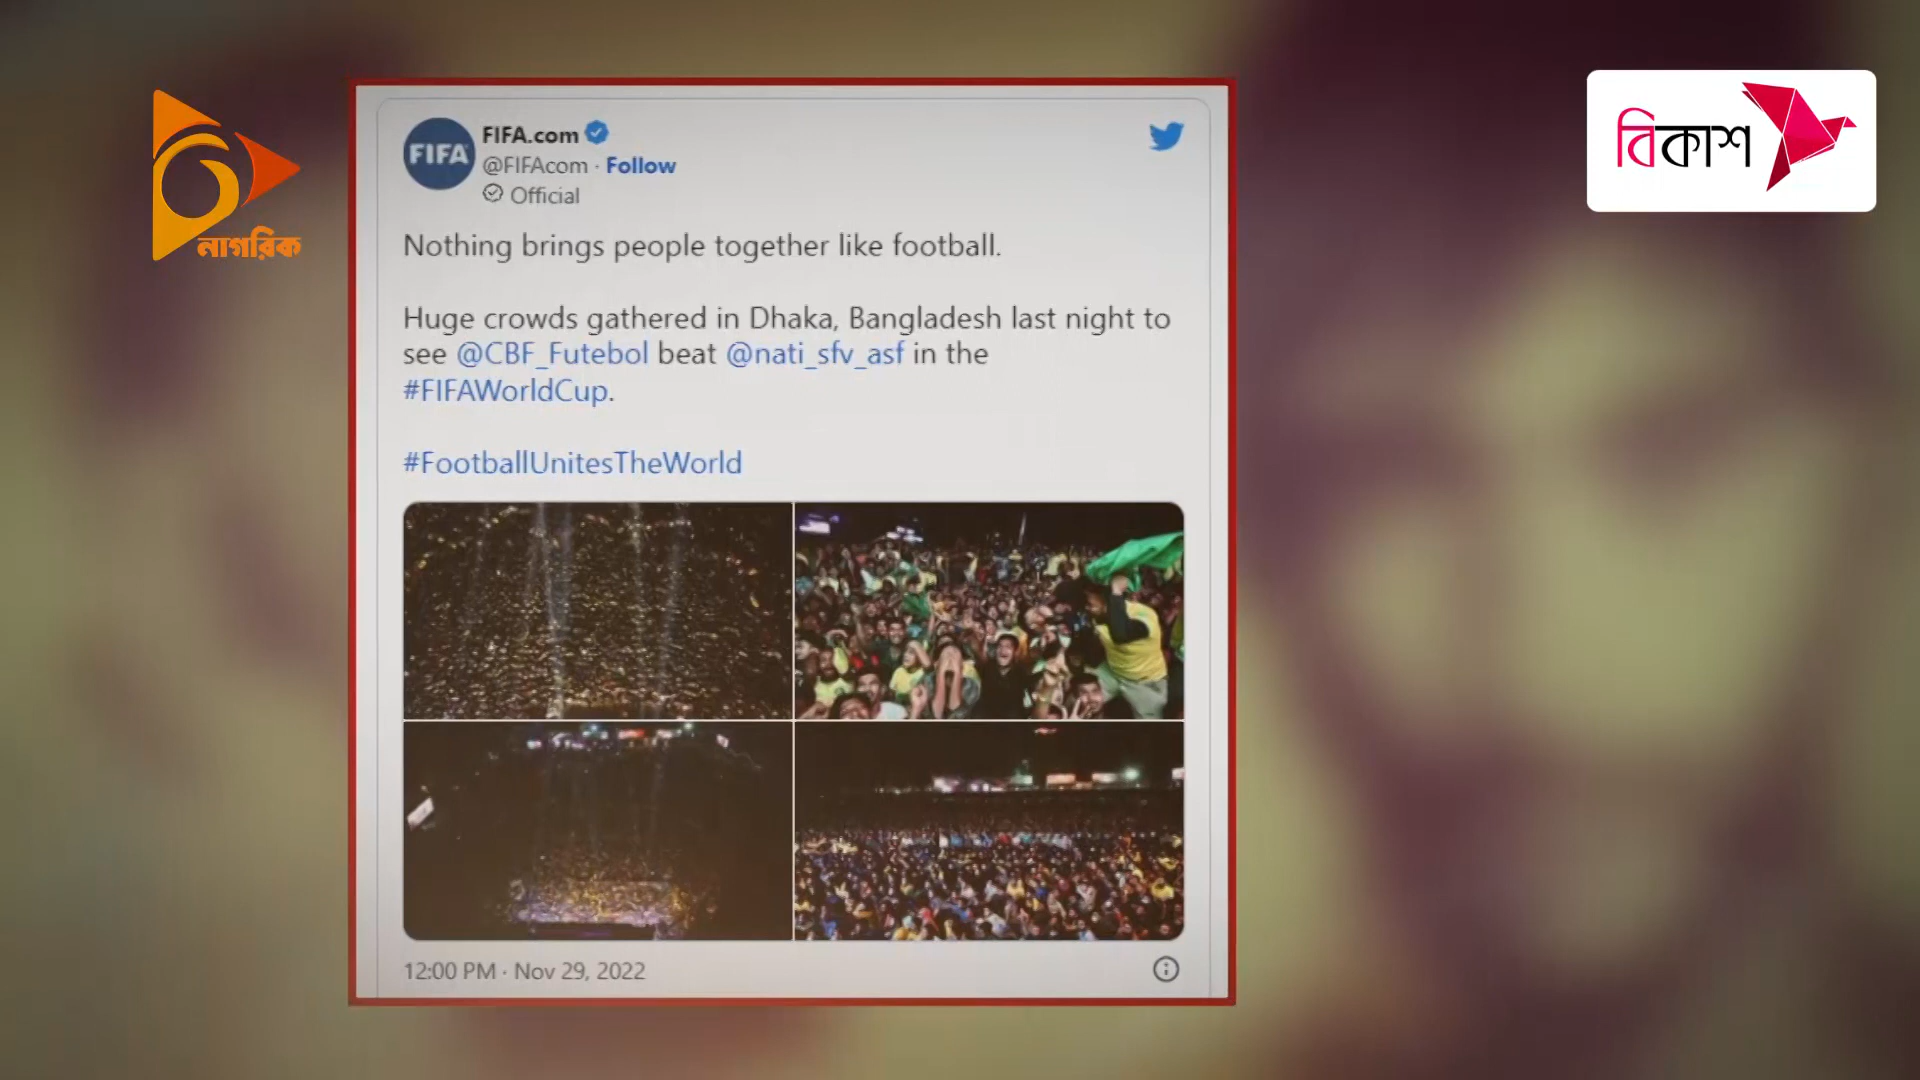 নাগরিক
বিকাশ
FIFA
FIFA.com
@FIFAcom · Follow
Official
Nothing brings people together like football.
Huge crowds gathered in Dhaka, Bangladesh last night to
see @CBF_Futebol beat @nati_sfv_asf in the
#FIFAWorldCup.
#FootballUnitesTheWorld
12:00 PM · Nov 29, 2022